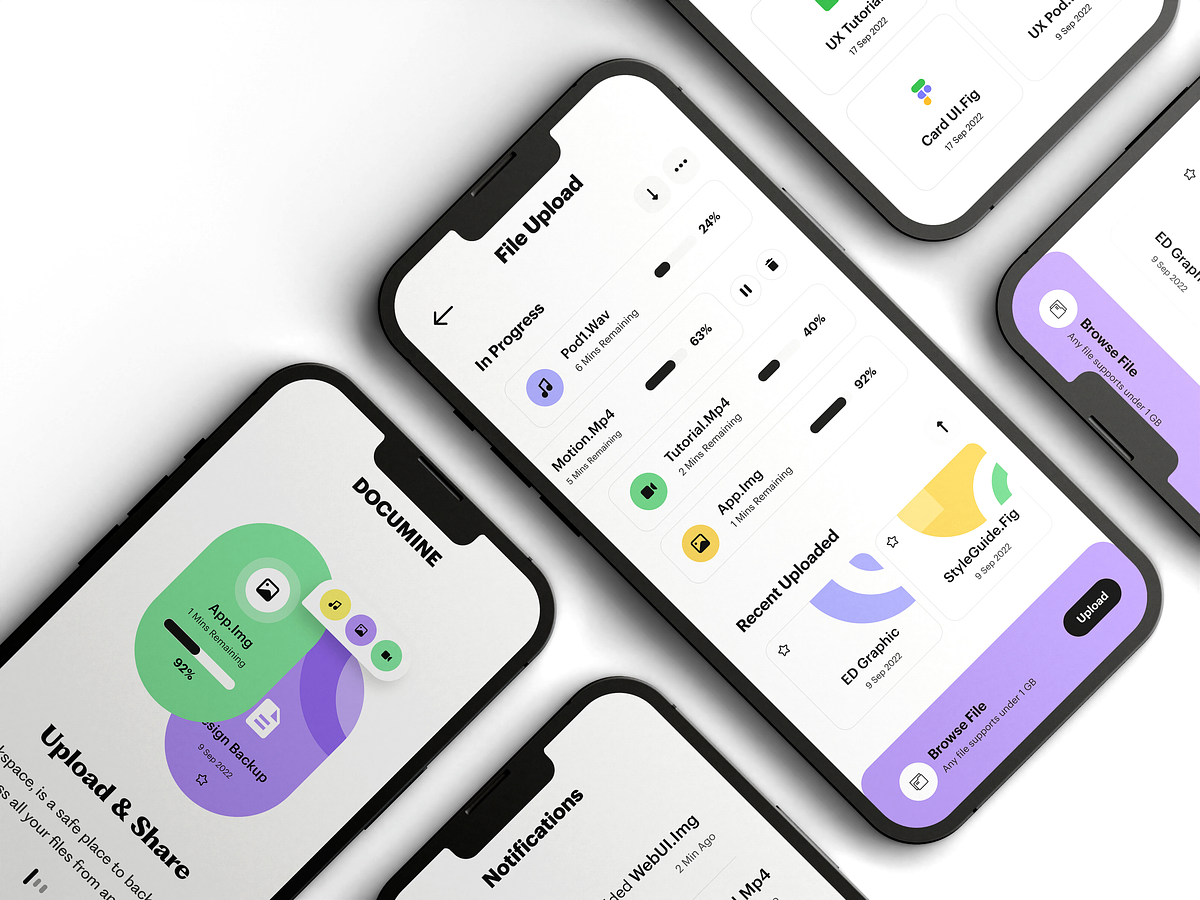 UX Tutorial
17 Sep 2022
UX Pod.
9 Sep 2022
Card UI.Fig
17 Sep 2022
File Upload
In Progress
Pod1.Wav
6 Mins Remaining
24%
Motion.Mp4
5 Mins Remaining
63%
Tutorial.Mp4
2 Mins Remaining
40%
App.Img
1 Mins Remaining
92%
Recent Uploaded
ED Graphic
9 Sep 2022
StyleGuide.Fig
9 Sep 2022
Browse File
Any file supports under 1 GB
Upload
ED Graph
9 Sep 2022
Browse File
Any file supports under 1 GB
DOCUMINE
App.Img
1 Mins Remaining
92%
sign Backup
9 Sep 2022
Upload & Share
kspace, is a safe place to back
ss all your files from an
Notifications
ded WebUI.Img
2 Min Ago
l.Mp4